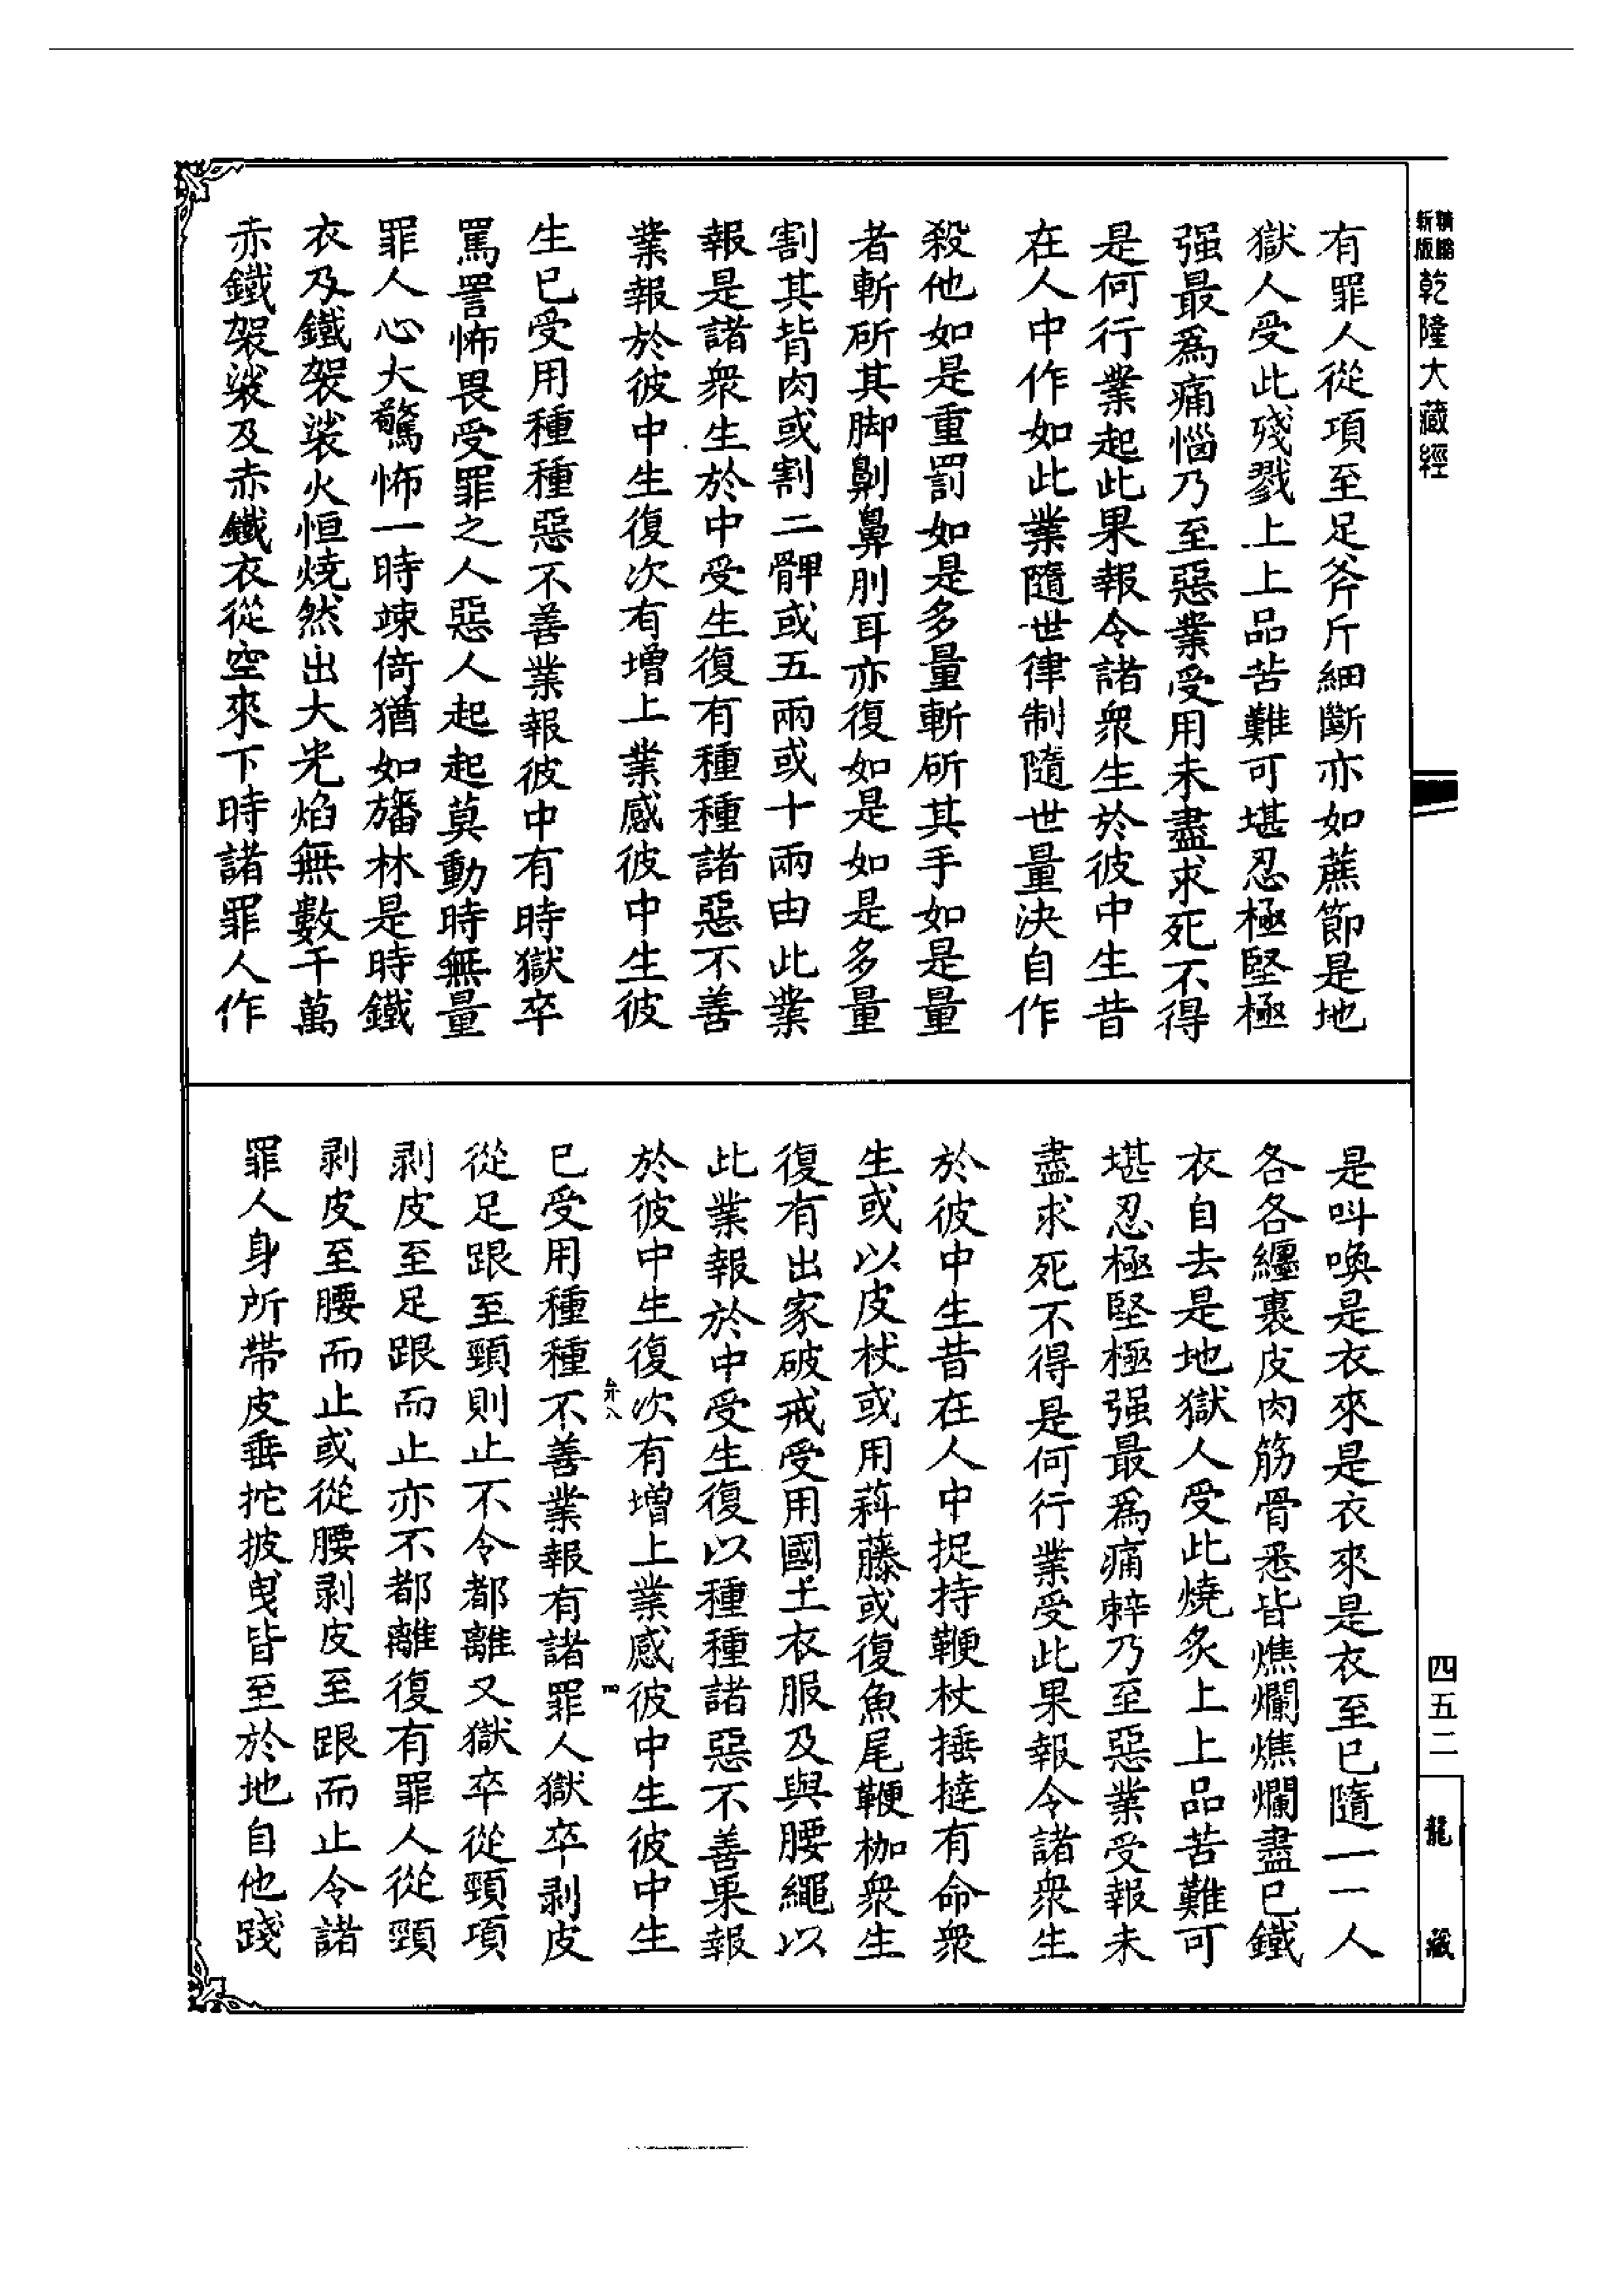 新版
精縮
乾隆大藏經
有罪人從項至足斧斤細斷亦如蔗節是地
獄人受此殘戮上上品苦難可堪忍極堅極
强最爲痛惱乃至惡業受用未盡求死不得
是何行業起此果報令諸衆生於彼中生昔
在人中作如此業隨世律制隨世量決自作
殺他如是重罰如是多量斬斫其手如是量
者斬斫其脚劓鼻刖耳亦復如是如是多量
割其背肉或割二髀或五兩或十兩由此業
報是諸衆生於中受生復有種種諸惡不善
業報於彼中生復次有增上業感彼中生彼
生已受用種種惡不善業報彼中有時獄卒
罵詈怖畏受罪之人惡人起起莫動時無量
罪人心大驚怖一時竦倚猶如旛林是時鐵
衣及鐵袈裟火恒燒然出大光焰無數千萬
赤鐵袈裟及赤鐵衣從空來下時諸罪人作
是叫喚是衣來是衣來是衣至已隨一一人
各各纏裹皮肉筋骨悉皆燋爛燋爛盡已鐵
衣自去是地獄人受此燒炙上上品苦難可
堪忍極堅極强最爲痛辢乃至惡業受報未
盡求死不得是何行業受此果報令諸衆生
於彼中生昔在人中捉持鞭杖捶撻有命衆
生或以皮杖或用蒴藤或復魚尾鞭枷衆生
復有出家破戒受用國土衣服及與腰繩以
此業報於中受生復以種種諸惡不善果報
於彼中生復次有增上業感彼中生彼中生
已受用種種不善業報有諸罪人獄卒剥皮
從足跟至頸則止不令都離又獄卒從頸項
剥皮至足跟而止亦不都離復有罪人從頸
剥皮至腰而止或從腰剥皮至跟而止令諸
罪人身所帶皮垂拕披曳皆至於地自他踐
四五二
龍藏